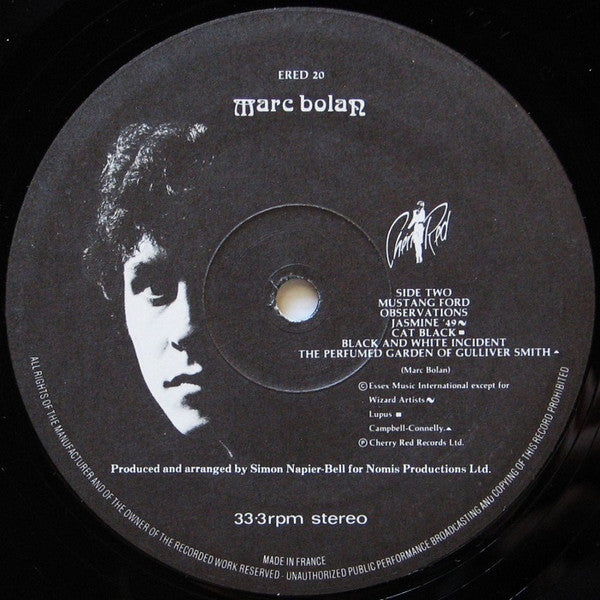 ERED 20
marc bolan
Cherry Red
SIDE TWO
MUSTANG FORD
OBSERVATIONS
JASMINE '49 ~
CAT BLACK ■
BLACK AND WHITE INCIDENT
THE PERFUMED GARDEN OF GULLIVER SMITH ▲
(Marc Bolan)
©Essex Music International except for
Wizard Artists ~
Lupus ■
Campbell-Connelly.▲
℗ Cherry Red Records Ltd.
Produced and arranged by Simon Napier-Bell for Nomis Productions Ltd.
33·3rpm stereo
MADE IN FRANCE
ALL RIGHTS OF THE MANUFACTURER AND OF THE OWNER OF THE RECORDED WORK RESERVED - UNAUTHORIZED PUBLIC PERFORMANCE BROADCASTING AND COPYING OF THIS RECORD PROHIBITED